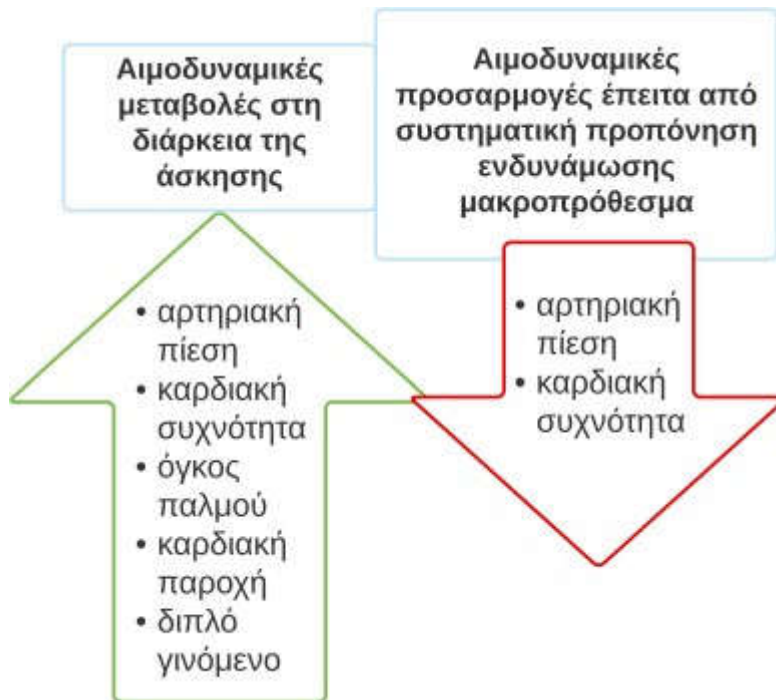 Αιμοδυναμικές
μεταβολές στη
διάρκεια της
άσκησης
• αρτηριακή
πίεση
• καρδιακή
συχνότητα
• όγκος
παλμού
• καρδιακή
παροχή
• διπλό
γινόμενο
Αιμοδυναμικές
προσαρμογές έπειτα από
συστηματική προπόνηση
ενδυνάμωσης
μακροπρόθεσμα
• αρτηριακή
πίεση
• καρδιακή
συχνότητα